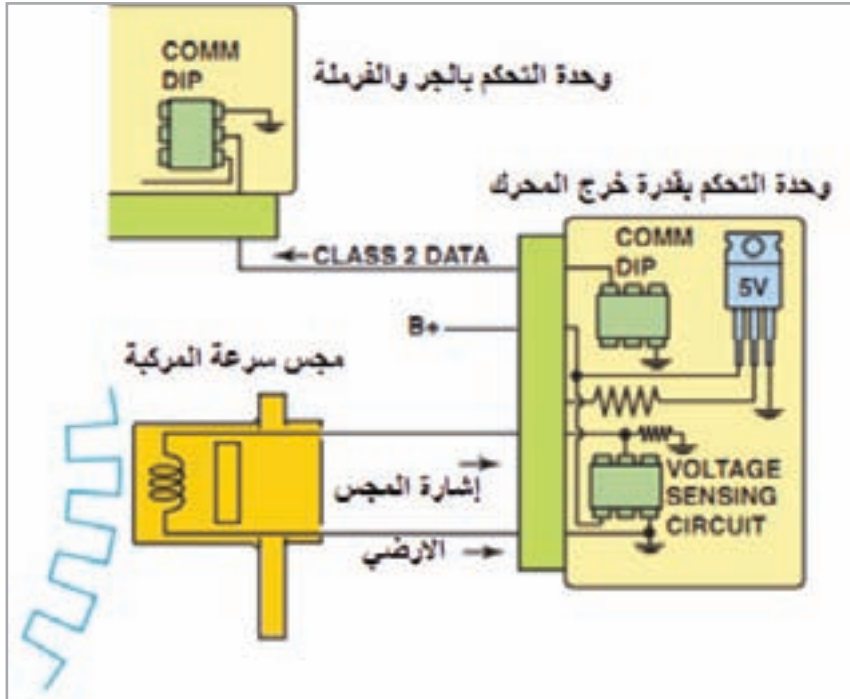 COMM
DIP
وحدة التحكم بالجر والفرملة
وحدة التحكم بقدرة خرج المحرك
COMM
DIP
5V
CLASS 2 DATA
B+
مجس سرعة المركبة
إشارة المجس
الارضي
VOLTAGE
SENSING
CIRCUIT